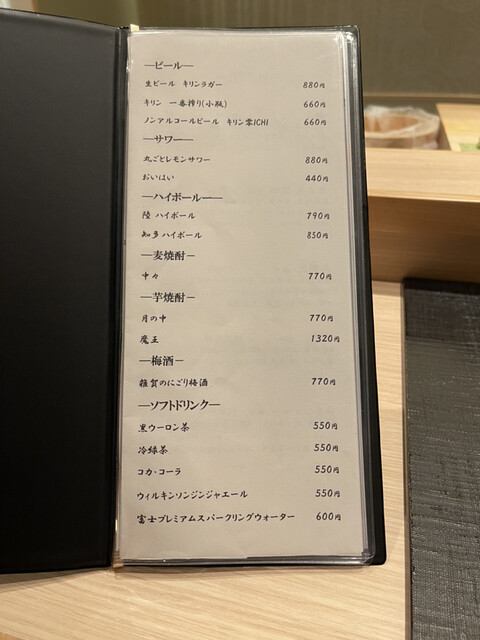 ―ビール―
生ビール キリンラガー 880円
キリン 一番搾り(小瓶) 660円
ノンアルコールビール キリン零ICHI 660円
―サワー―
丸ごとレモンサワー 880円
おいはい 440円
―ハイボール―
陸 ハイボール 790円
知多 ハイボール 850円
―麦焼酎―
中々 770円
―芋焼酎―
月の中 770円
魔王 1320円
―梅酒―
雑賀のにごり梅酒 770円
―ソフトドリンク―
黒ウーロン茶 550円
冷緑茶 550円
コカ・コーラ 550円
ウィルキンソンジンジャエール 550円
富士プレミアムスパークリングウォーター 600円